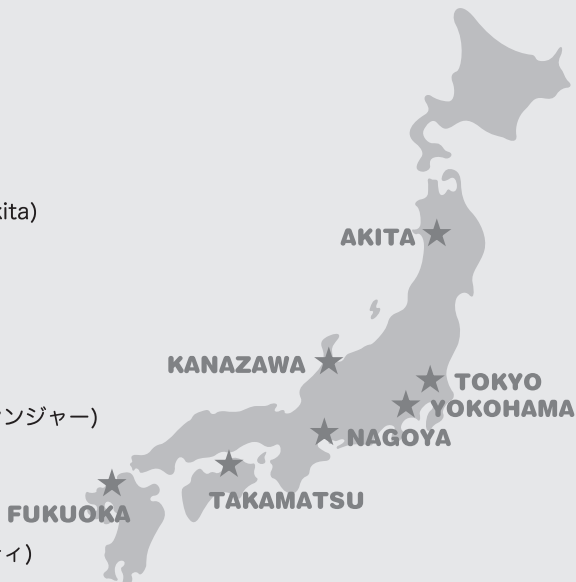 kita)
AKITA
KANAZAWA
TOKYO
ンジャー)
YOKOHAMA
NAGOYA
TAKAMATSU
FUKUOKA
ィ)